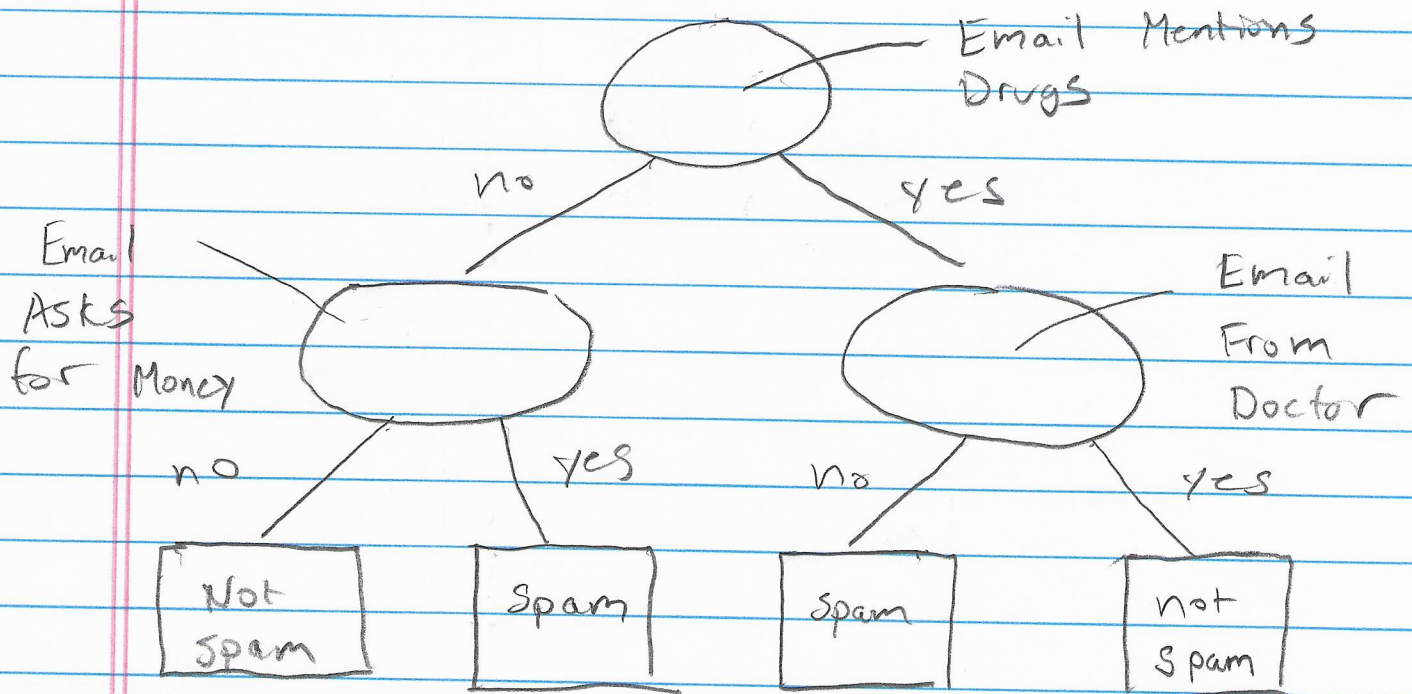 Email Mentions
Drugs
no
yes
Email
Asks
for Money
Email
From
Doctor
no
yes
no
yes
Not
spam
Spam
spam
not
spam